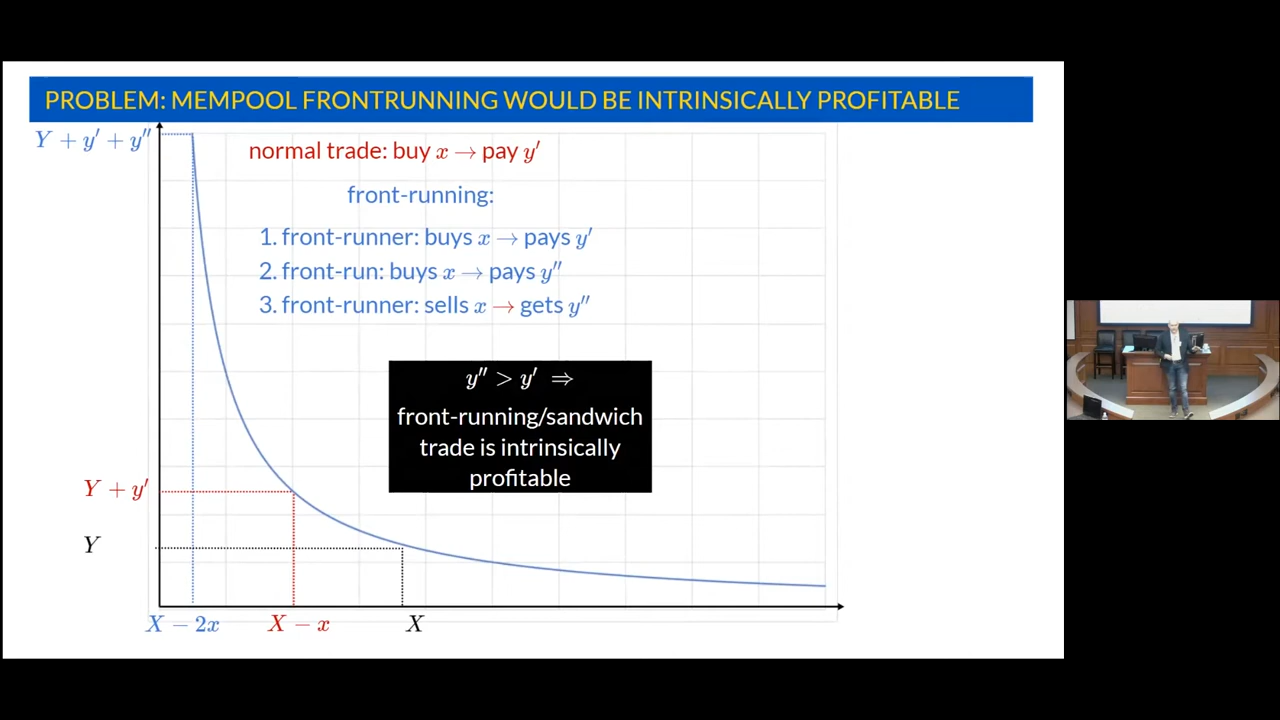 PROBLEM: MEMPOOL FRONTRUNNING WOULD BE INTRINSICALLY PROFITABLE
Y + y′ + y″
normal trade: buy x → pay y′
front-running:
1. front-runner: buys x → pays y′
2. front-run: buys x → pays y″
3. front-runner: sells x → gets y″
y″ > y′ ⇒
front-running/sandwich
trade is intrinsically
profitable
Y + y′
Y
X − 2x
X − x
X